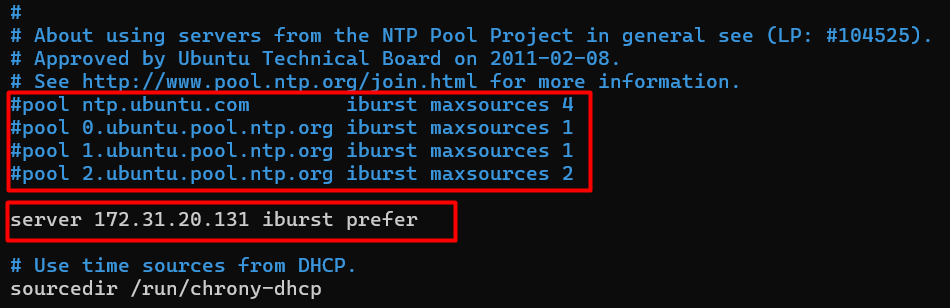 #
# About using servers from the NTP Pool Project in general see (LP: #104525).
# Approved by Ubuntu Technical Board on 2011-02-08.
# See http://www.pool.ntp.org/join.html for more information.
#pool ntp.ubuntu.com        iburst maxsources 4
#pool 0.ubuntu.pool.ntp.org iburst maxsources 1
#pool 1.ubuntu.pool.ntp.org iburst maxsources 1
#pool 2.ubuntu.pool.ntp.org iburst maxsources 2
server 172.31.20.131 iburst prefer
# Use time sources from DHCP.
sourcedir /run/chrony-dhcp